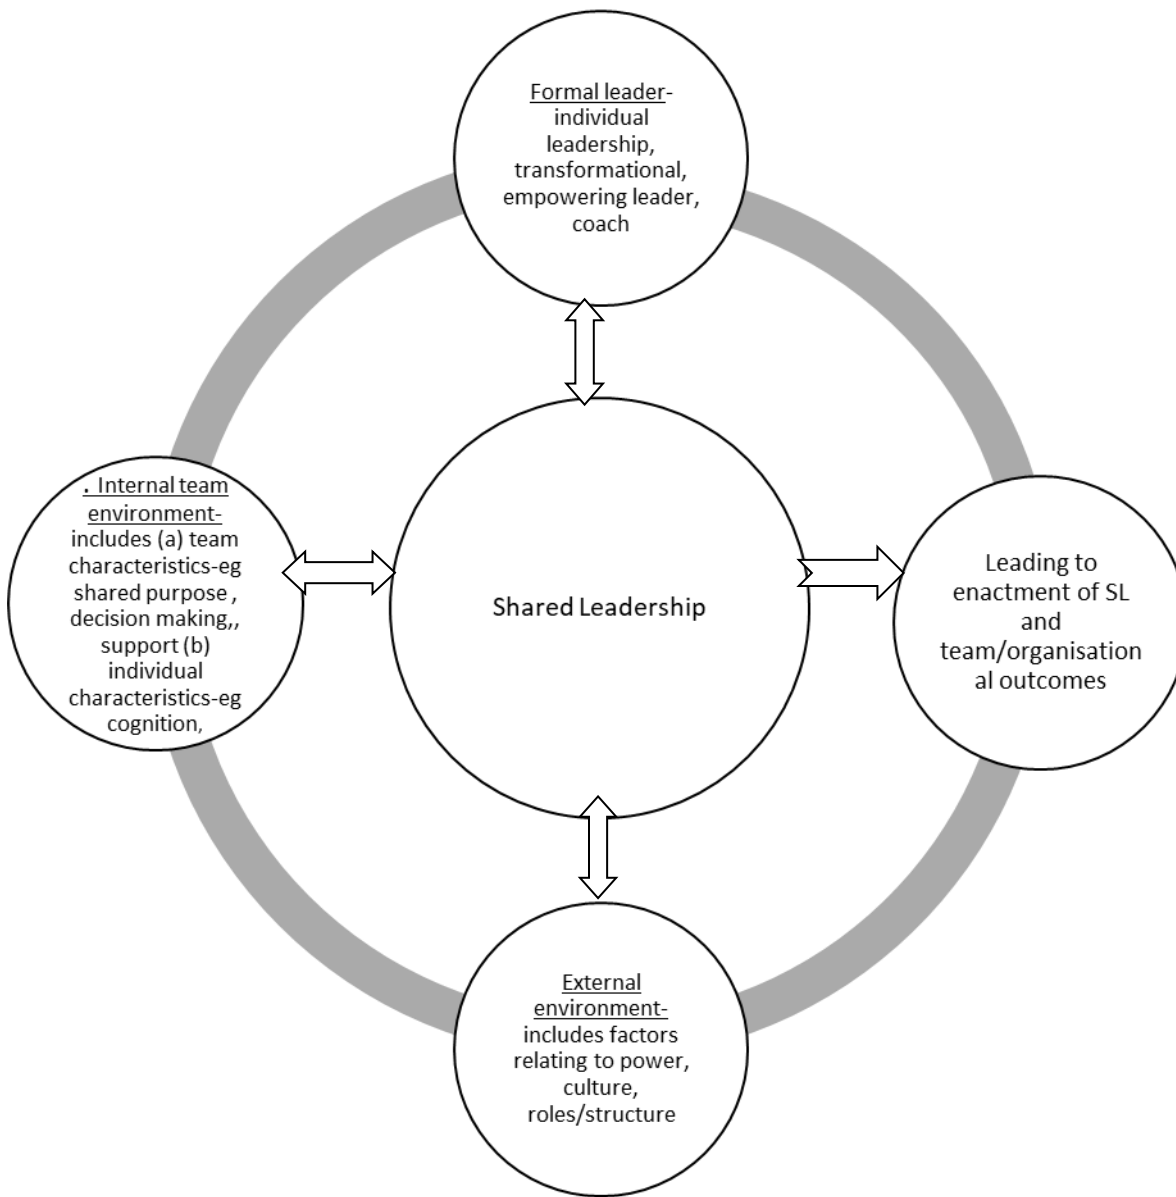 Formal leader-
individual
leadership,
transformational,
empowering leader,
coach
. Internal team
environment-
includes (a) team
characteristics-eg
shared purpose ,
decision making,,
support (b)
individual
characteristics-eg
cognition,
Shared Leadership
Leading to
enactment of SL
and
team/organisation
al outcomes
External
environment-
includes factors
relating to power,
culture,
roles/structure